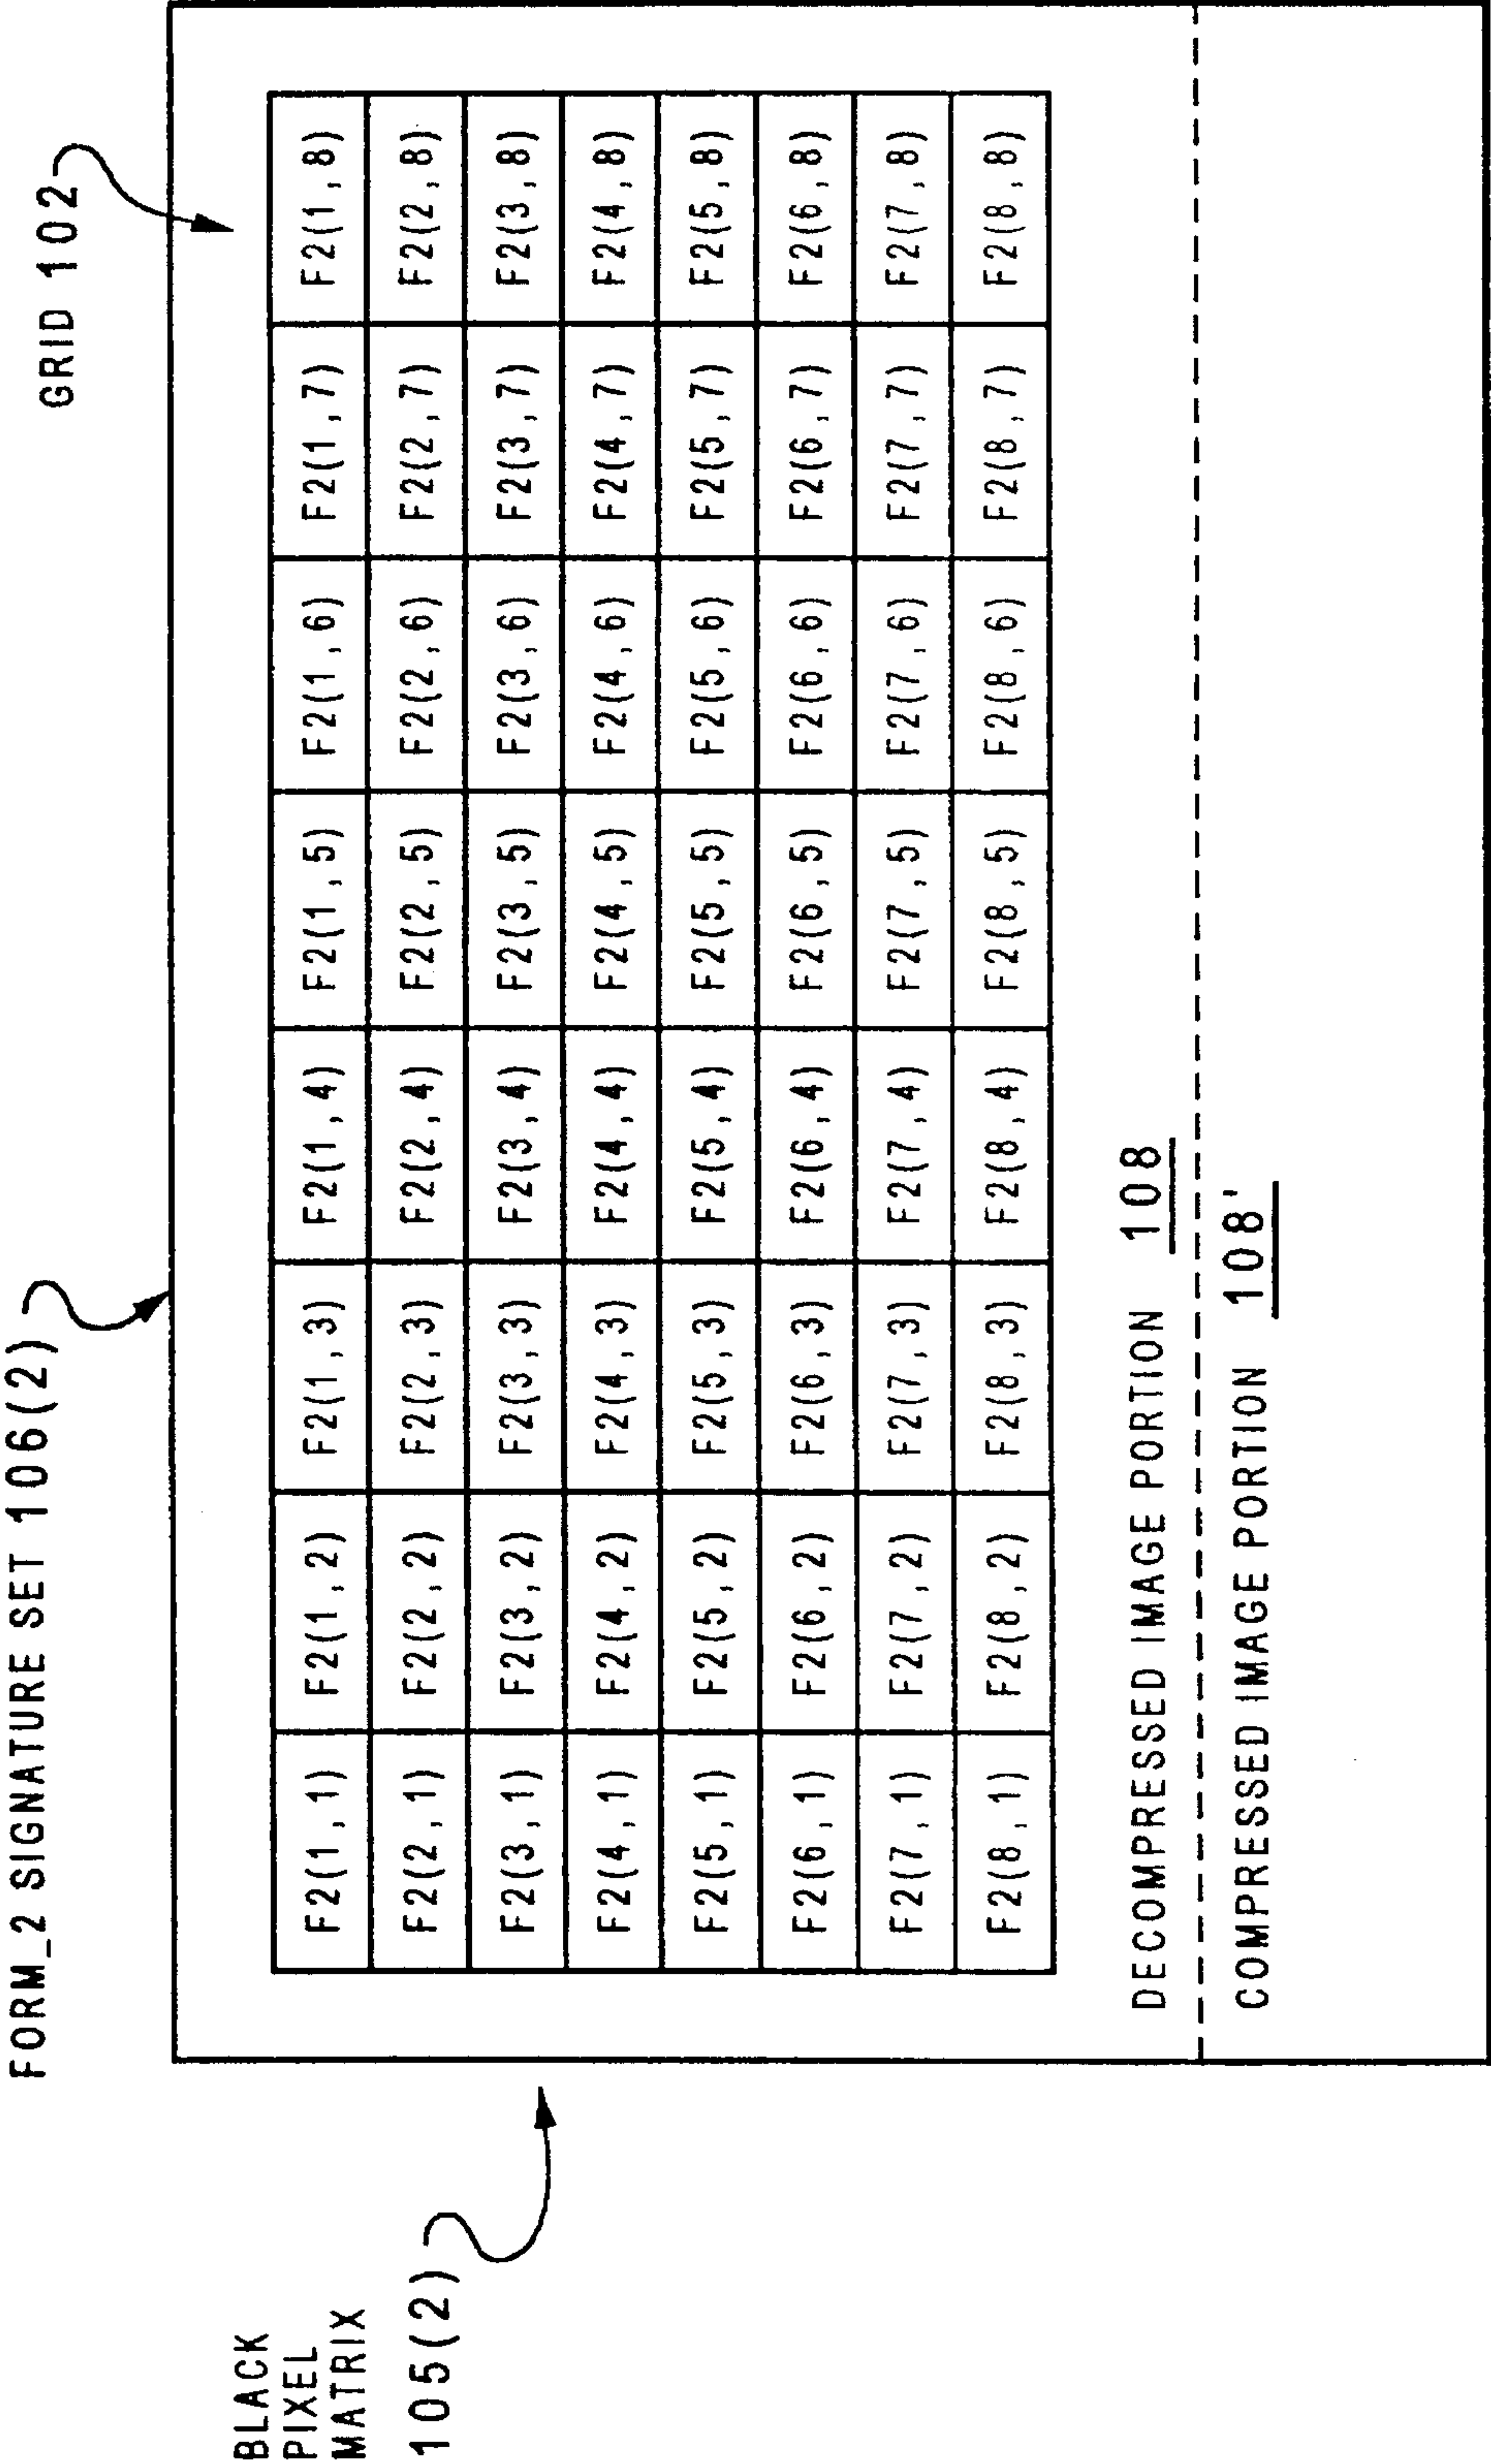 FORM_2 SIGNATURE SET 106(2)
GRID 102
BLACK
PIXEL
MATRIX
105(2)
F2(1,1) F2(1,2) F2(1,3) F2(1,4) F2(1,5) F2(1,6) F2(1,7) F2(1,8)
F2(2,1) F2(2,2) F2(2,3) F2(2,4) F2(2,5) F2(2,6) F2(2,7) F2(2,8)
F2(3,1) F2(3,2) F2(3,3) F2(3,4) F2(3,5) F2(3,6) F2(3,7) F2(3,8)
F2(4,1) F2(4,2) F2(4,3) F2(4,4) F2(4,5) F2(4,6) F2(4,7) F2(4,8)
F2(5,1) F2(5,2) F2(5,3) F2(5,4) F2(5,5) F2(5,6) F2(5,7) F2(5,8)
F2(6,1) F2(6,2) F2(6,3) F2(6,4) F2(6,5) F2(6,6) F2(6,7) F2(6,8)
F2(7,1) F2(7,2) F2(7,3) F2(7,4) F2(7,5) F2(7,6) F2(7,7) F2(7,8)
F2(8,1) F2(8,2) F2(8,3) F2(8,4) F2(8,5) F2(8,6) F2(8,7) F2(8,8)
DECOMPRESSED IMAGE PORTION 108
COMPRESSED IMAGE PORTION 108'